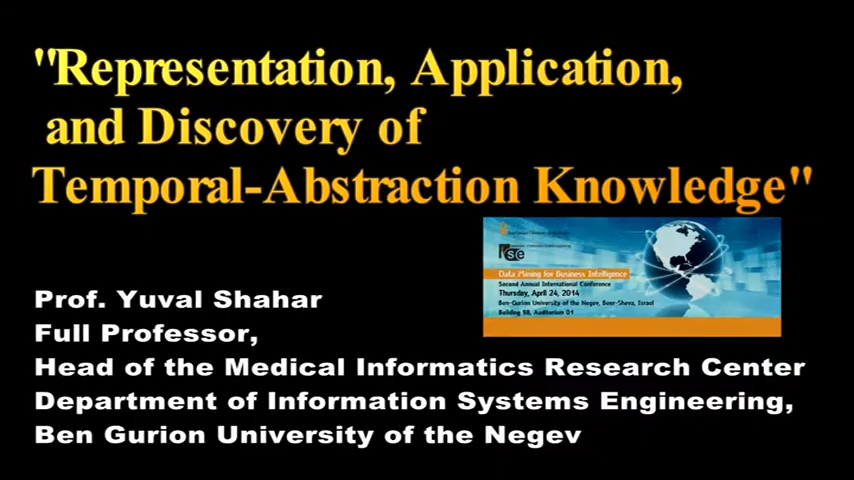 "Representation, Application,
and Discovery of
Temporal-Abstraction Knowledge"
rse
Data Mining for Business Intelligence
Second Annual International Conference
Thursday, April 24, 2014
Ben-Gurion University of the Negev, Beer-Sheva, Israel
Building 58, Auditorium 01
Prof. Yuval Shahar
Full Professor,
Head of the Medical Informatics Research Center
Department of Information Systems Engineering,
Ben Gurion University of the Negev